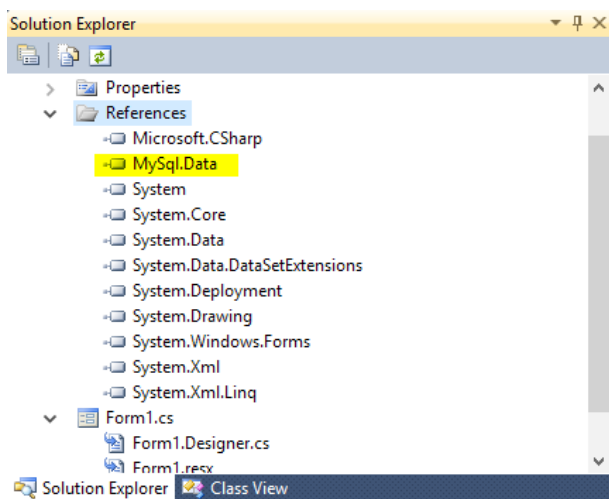 Solution Explorer
Properties
References
Microsoft.CSharp
MySql.Data
System
System.Core
System.Data
System.Data.DataSetExtensions
System.Deployment
System.Drawing
System.Windows.Forms
System.Xml
System.Xml.Linq
Form1.cs
Form1.Designer.cs
Form1.resx
Solution Explorer Class View